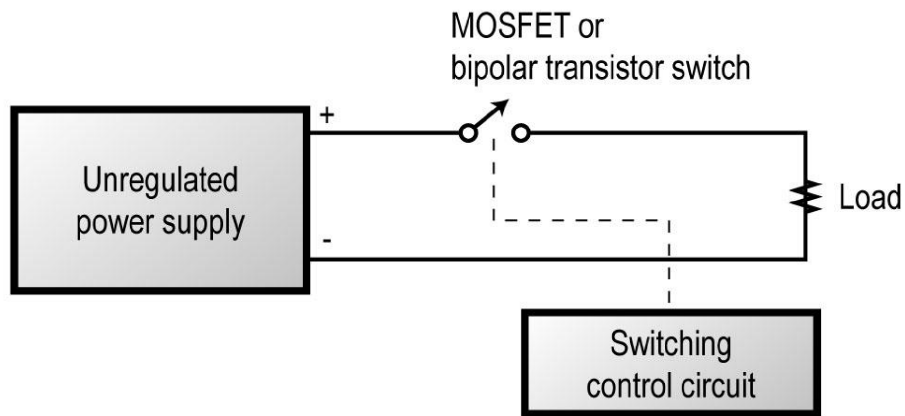 MOSFET or
bipolar transistor switch
+
Unregulated
power supply
-
Load
Switching
control circuit